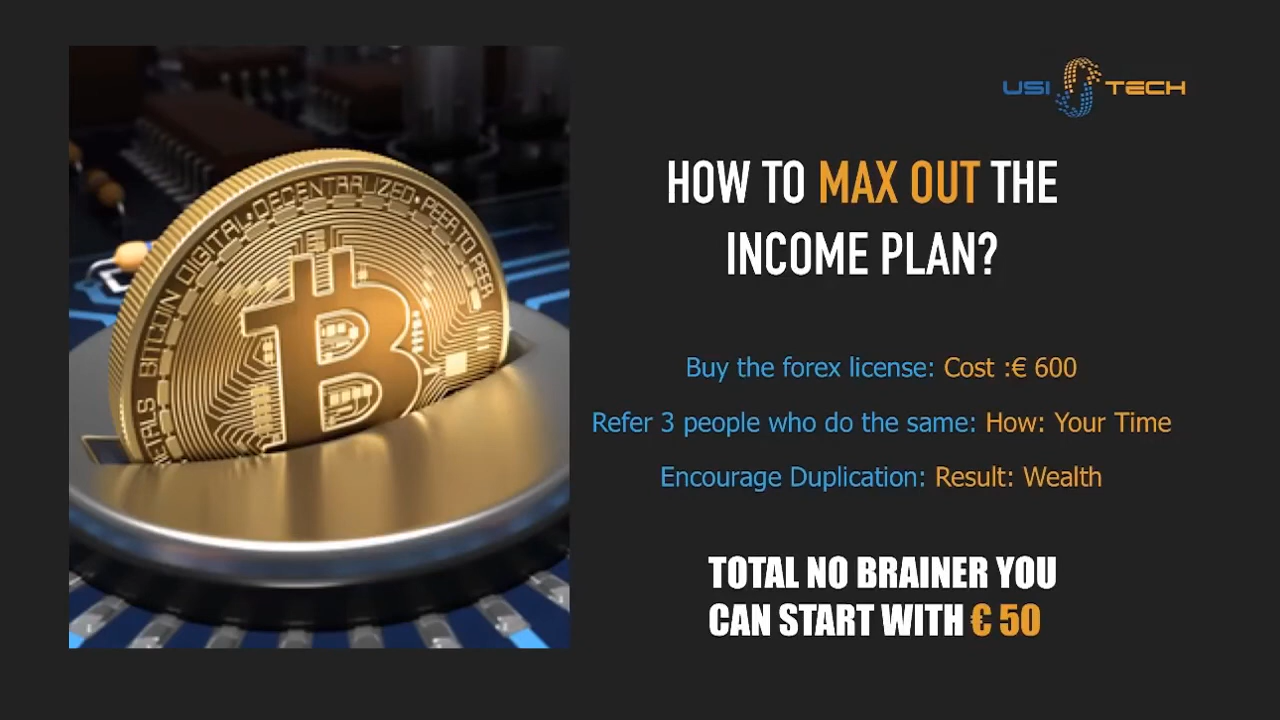 USI TECH
HOW TO MAX OUT THE
INCOME PLAN?
Buy the forex license: Cost :€ 600
Refer 3 people who do the same: How: Your Time
Encourage Duplication: Result: Wealth
TOTAL NO BRAINER YOU
CAN START WITH € 50
BITCOIN DIGITAL•DECENTRALIZED•PEER TO PEER